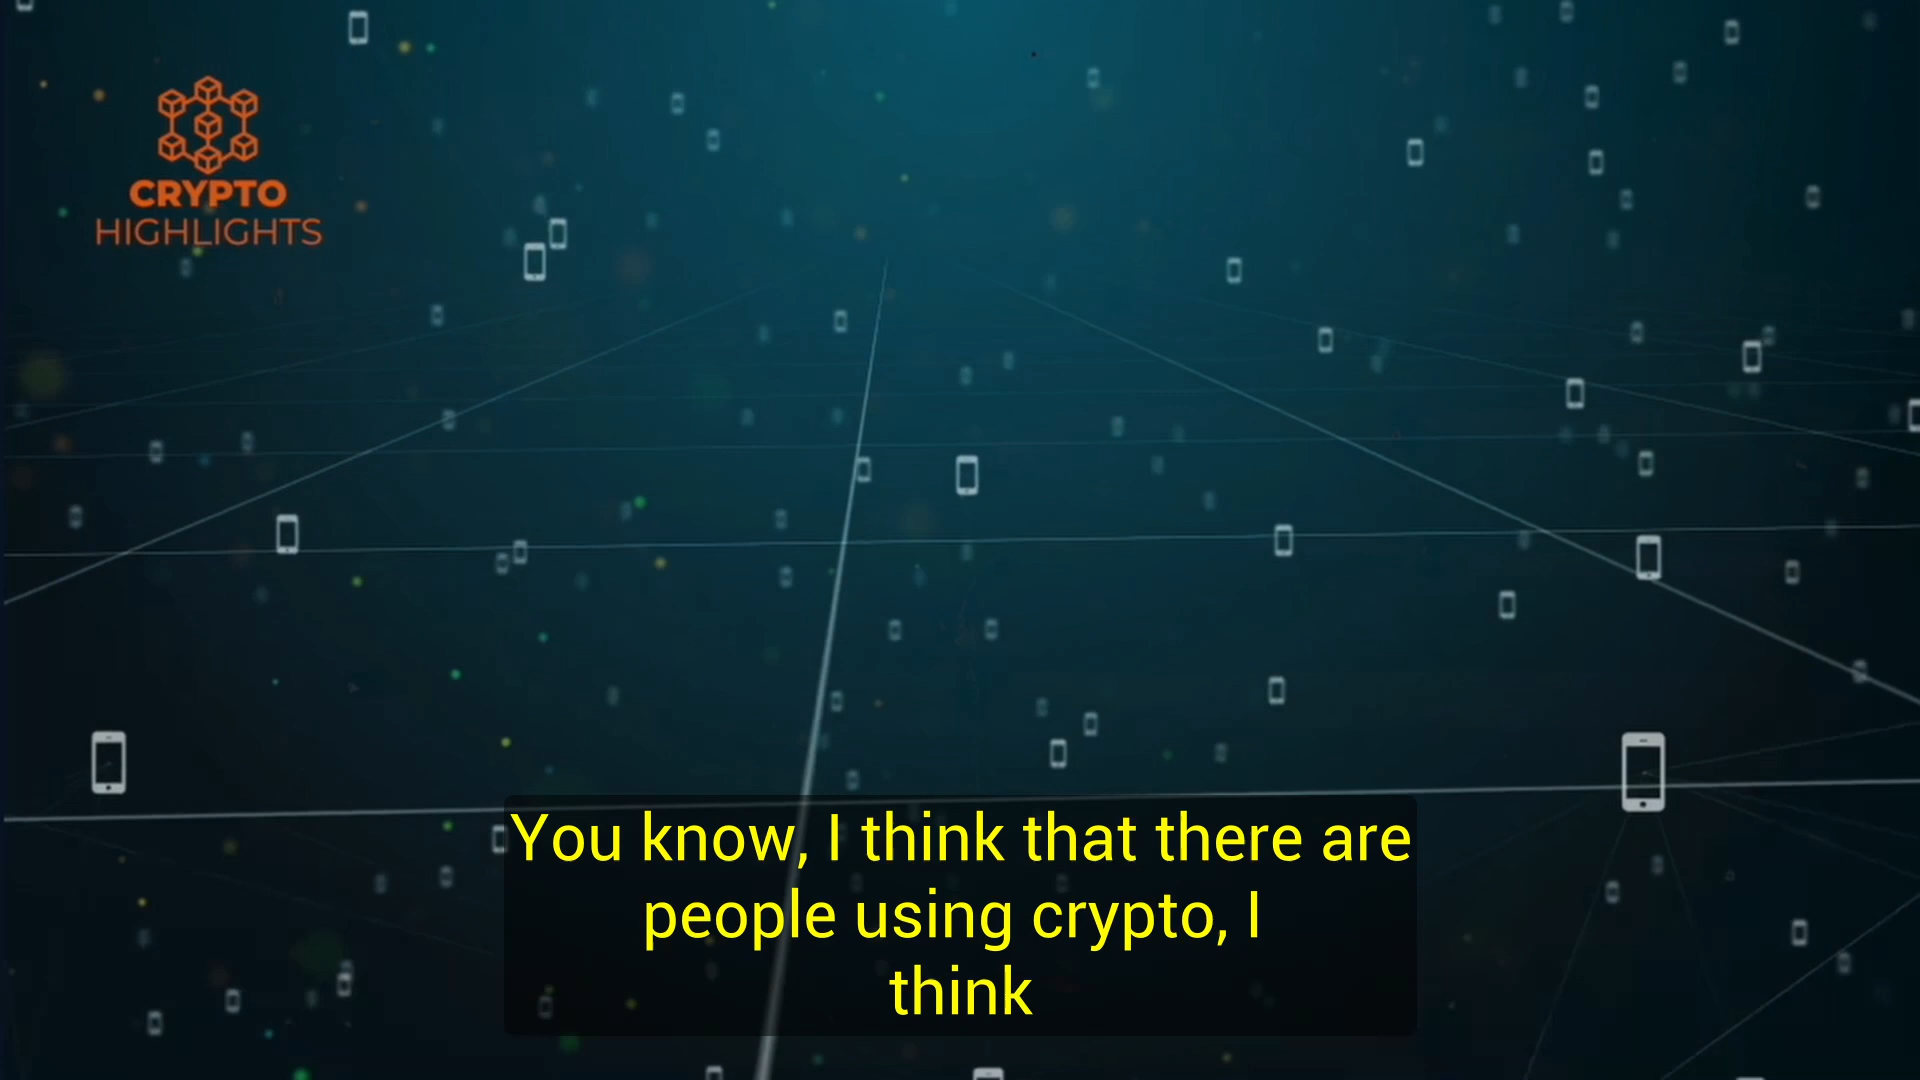 CRYPTO
HIGHLIGHTS
You know, I think that there are
people using crypto, I
think